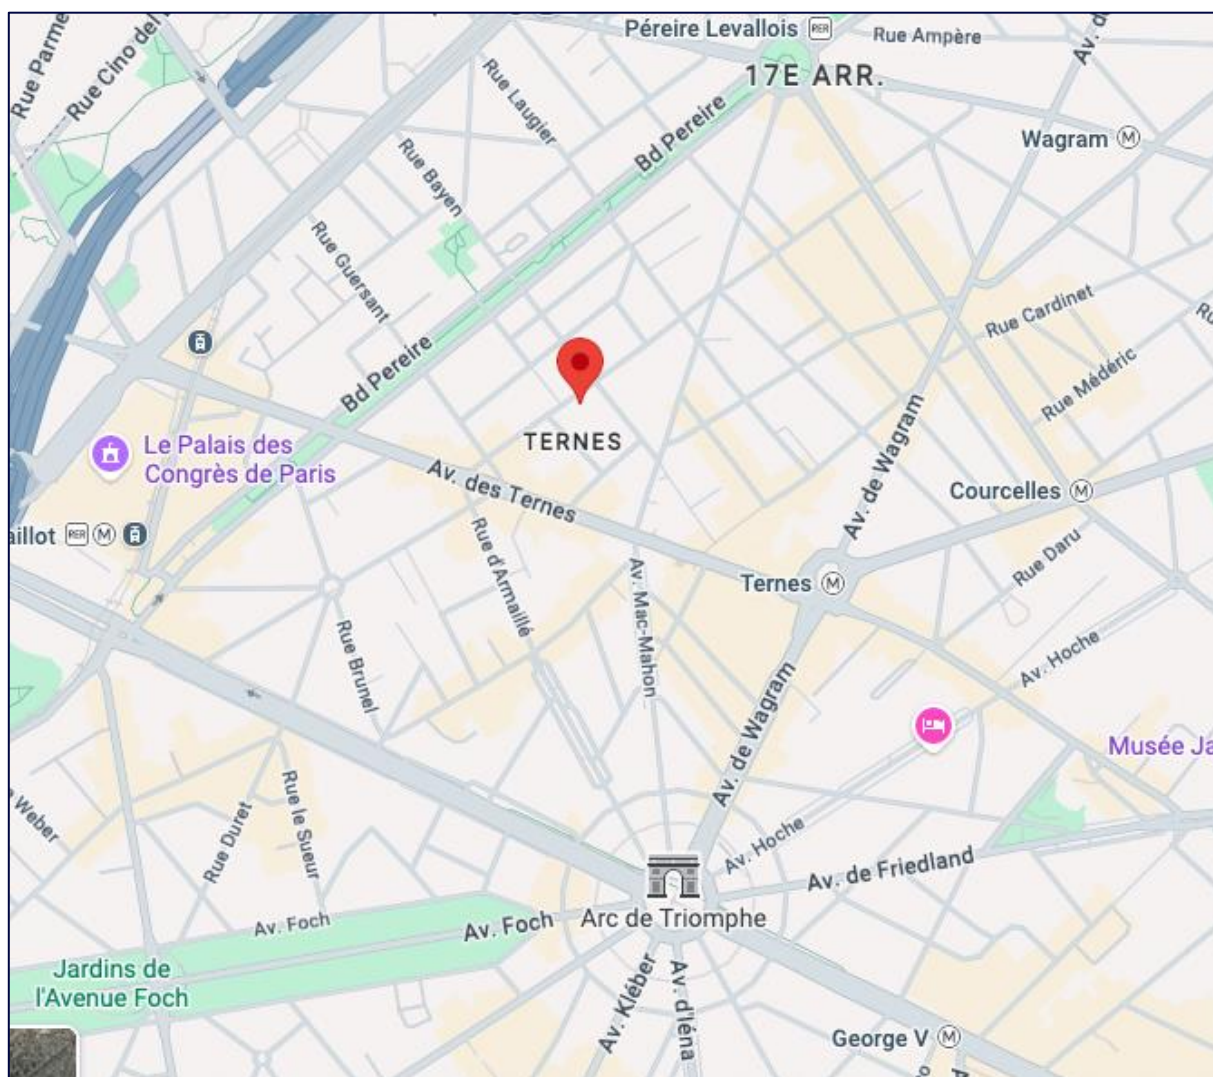 Péreire Levallois RER
Rue Ampère
Rue Parme
Rue Cino del
Av. d
17E ARR.
Rue Laugier
Bd Pereire
Wagram M
Rue Bayen
Rue Guersant
Rue Cardinet
Ru
Bd Pereire
Rue Médéric
TERNES
Le Palais des
Congrès de Paris
Av. de Wagram
Av. des Ternes
Courcelles M
aillot RER M
Rue d'Armaillé
Rue Daru
Av. Mac-Mahon
Ternes M
Rue Brunel
Av. Hoche
Av. de Wagram
Musée Ja
Weber
Rue Duret
Rue le Sueur
Av. Hoche
Av. de Friedland
Av. Foch
Av. Foch
Arc de Triomphe
Jardins de
l'Avenue Foch
Av. Kléber
Av. d'Iéna
George V M